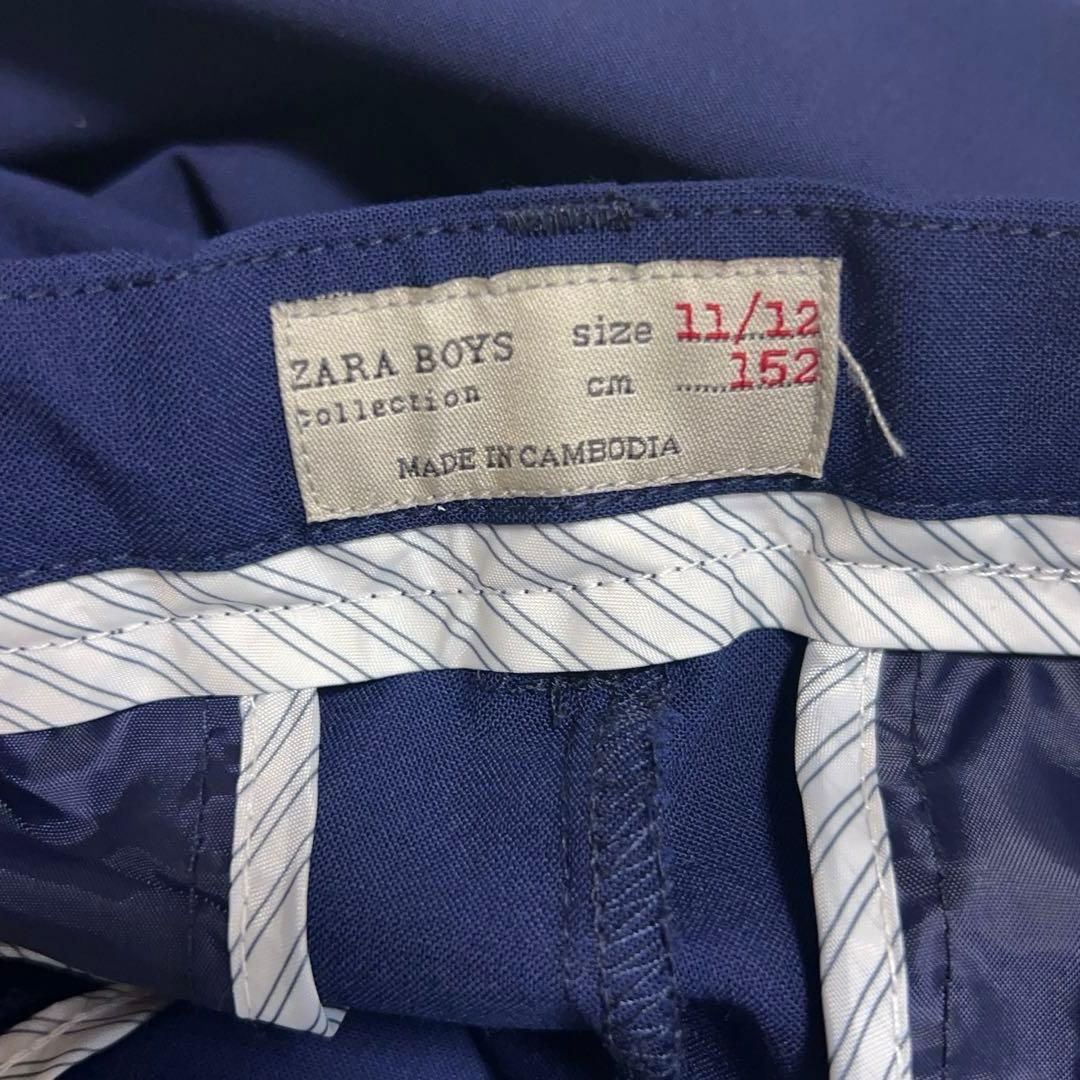 ZARA BOYS size 11/12
collection cm 152
MADE IN CAMBODIA